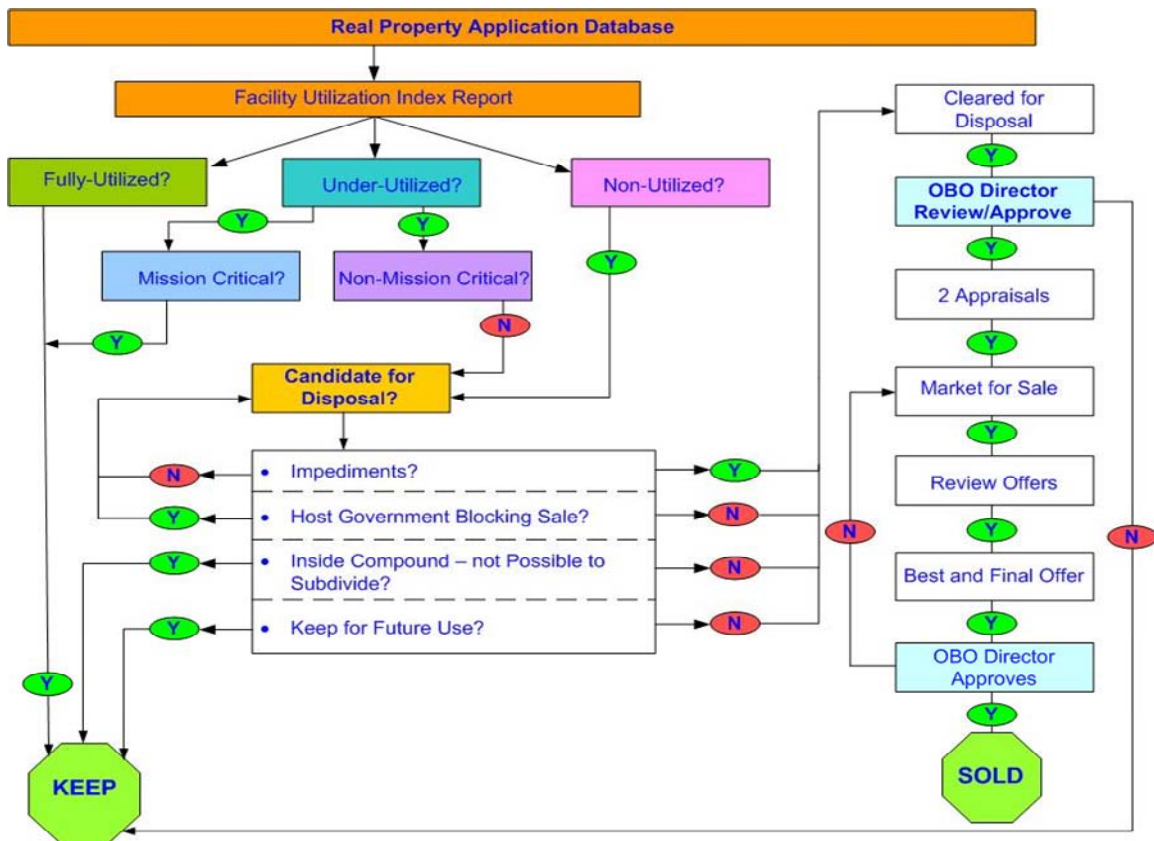 Real Property Application Database
Facility Utilization Index Report
Fully-Utilized?
Under-Utilized?
Non-Utilized?
Y
Y
Y
Mission Critical?
Non-Mission Critical?
Y
N
Candidate for
Disposal?
N
• Impediments?
Y
Y
• Host Government Blocking Sale?
N
Y
• Inside Compound – not Possible to
Subdivide?
N
Y
• Keep for Future Use?
N
Y
KEEP
Cleared for
Disposal
Y
OBO Director
Review/Approve
Y
2 Appraisals
Y
Market for Sale
Y
Review Offers
N
N
Y
Best and Final Offer
Y
OBO Director
Approves
Y
SOLD